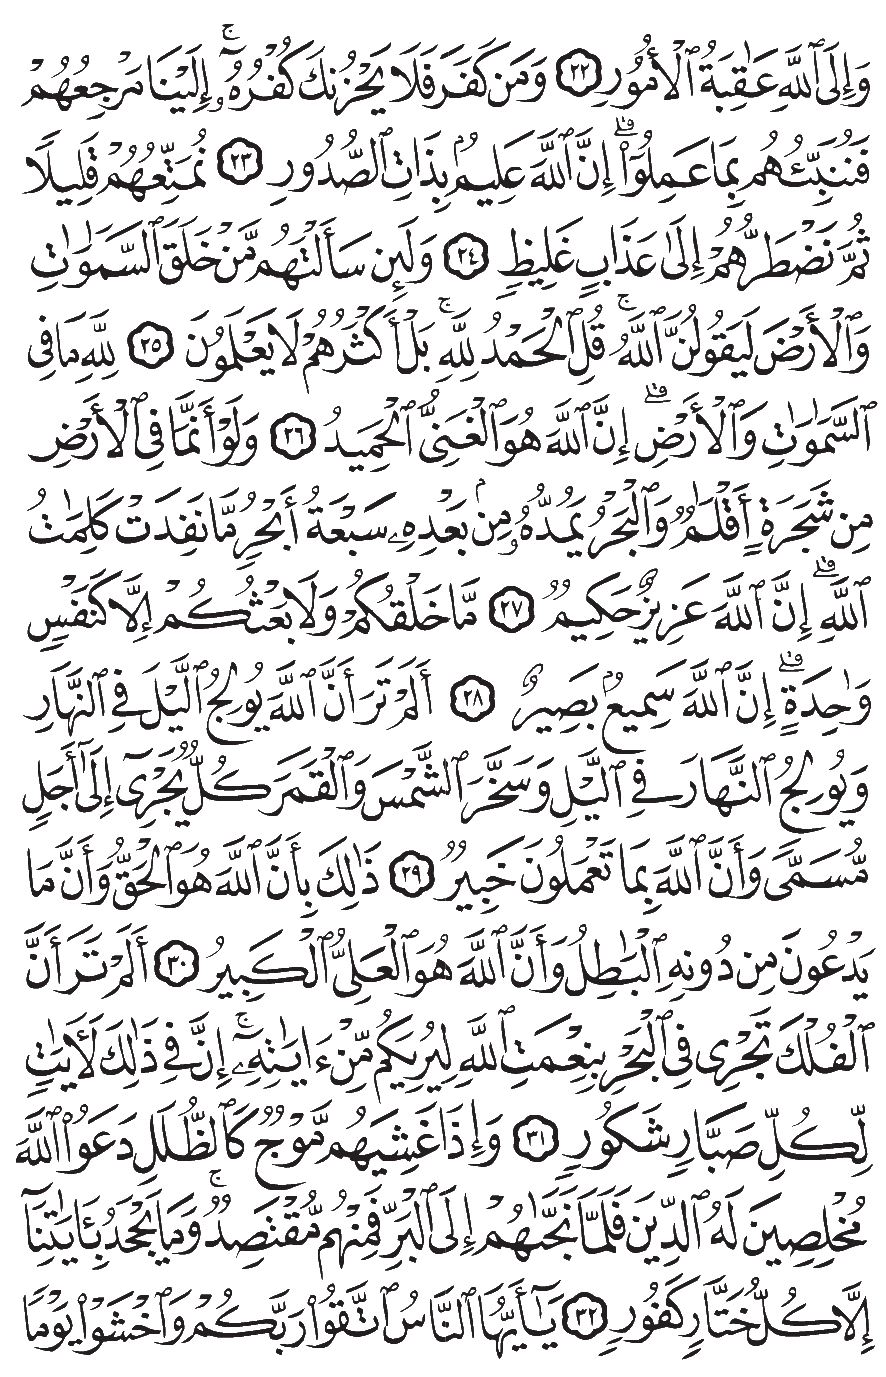 وَإِلَى ٱللَّهِ عَٰقِبَةُ ٱلْأُمُورِ ٢٢ وَمَن كَفَرَ فَلَا يَحْزُنكَ كُفْرُهُۥٓ ۚ إِلَيْنَا مَرْجِعُهُمْ
فَنُنَبِّئُهُم بِمَا عَمِلُوٓا۟ ۗ إِنَّ ٱللَّهَ عَلِيمٌۢ بِذَاتِ ٱلصُّدُورِ ٢٣ نُمَتِّعُهُمْ قَلِيلًا
ثُمَّ نَضْطَرُّهُمْ إِلَىٰ عَذَابٍ غَلِيظٍ ٢٤ وَلَئِن سَأَلْتَهُم مَّنْ خَلَقَ ٱلسَّمَٰوَٰتِ
وَٱلْأَرْضَ لَيَقُولُنَّ ٱللَّهُ ۚ قُلِ ٱلْحَمْدُ لِلَّهِ ۚ بَلْ أَكْثَرُهُمْ لَا يَعْلَمُونَ ٢٥ لِلَّهِ مَا فِى
ٱلسَّمَٰوَٰتِ وَٱلْأَرْضِ ۗ إِنَّ ٱللَّهَ هُوَ ٱلْغَنِىُّ ٱلْحَمِيدُ ٢٦ وَلَوْ أَنَّمَا فِى ٱلْأَرْضِ
مِن شَجَرَةٍ أَقْلَٰمٌ وَٱلْبَحْرُ يَمُدُّهُۥ مِنۢ بَعْدِهِۦ سَبْعَةُ أَبْحُرٍ مَّا نَفِدَتْ كَلِمَٰتُ
ٱللَّهِ ۗ إِنَّ ٱللَّهَ عَزِيزٌ حَكِيمٌ ٢٧ مَّا خَلْقُكُمْ وَلَا بَعْثُكُمْ إِلَّا كَنَفْسٍ
وَٰحِدَةٍ ۗ إِنَّ ٱللَّهَ سَمِيعٌۢ بَصِيرٌ ٢٨ أَلَمْ تَرَ أَنَّ ٱللَّهَ يُولِجُ ٱلَّيْلَ فِى ٱلنَّهَارِ
وَيُولِجُ ٱلنَّهَارَ فِى ٱلَّيْلِ وَسَخَّرَ ٱلشَّمْسَ وَٱلْقَمَرَ كُلٌّ يَجْرِىٓ إِلَىٰٓ أَجَلٍ
مُّسَمًّى وَأَنَّ ٱللَّهَ بِمَا تَعْمَلُونَ خَبِيرٌ ٢٩ ذَٰلِكَ بِأَنَّ ٱللَّهَ هُوَ ٱلْحَقُّ وَأَنَّ مَا
يَدْعُونَ مِن دُونِهِ ٱلْبَٰطِلُ وَأَنَّ ٱللَّهَ هُوَ ٱلْعَلِىُّ ٱلْكَبِيرُ ٣٠ أَلَمْ تَرَ أَنَّ
ٱلْفُلْكَ تَجْرِى فِى ٱلْبَحْرِ بِنِعْمَتِ ٱللَّهِ لِيُرِيَكُم مِّنْ ءَايَٰتِهِۦٓ ۚ إِنَّ فِى ذَٰلِكَ لَءَايَٰتٍ
لِّكُلِّ صَبَّارٍ شَكُورٍ ٣١ وَإِذَا غَشِيَهُم مَّوْجٌ كَٱلظُّلَلِ دَعَوُا۟ ٱللَّهَ
مُخْلِصِينَ لَهُ ٱلدِّينَ فَلَمَّا نَجَّىٰهُمْ إِلَى ٱلْبَرِّ فَمِنْهُم مُّقْتَصِدٌ ۚ وَمَا يَجْحَدُ بِـَٔايَٰتِنَآ
إِلَّا كُلُّ خَتَّارٍ كَفُورٍ ٣٢ يَٰٓأَيُّهَا ٱلنَّاسُ ٱتَّقُوا۟ رَبَّكُمْ وَٱخْشَوْا۟ يَوْمًا